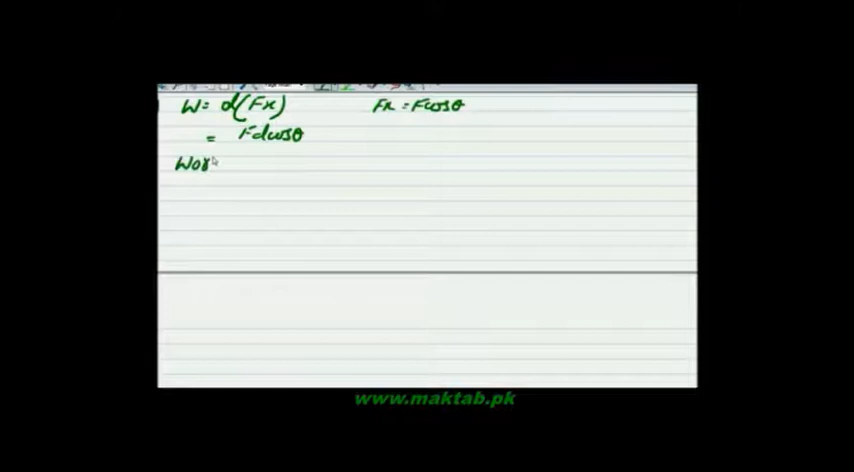 W = d(Fx) Fx = Fcosθ
= Fdcosθ
Wor
www.maktab.pk